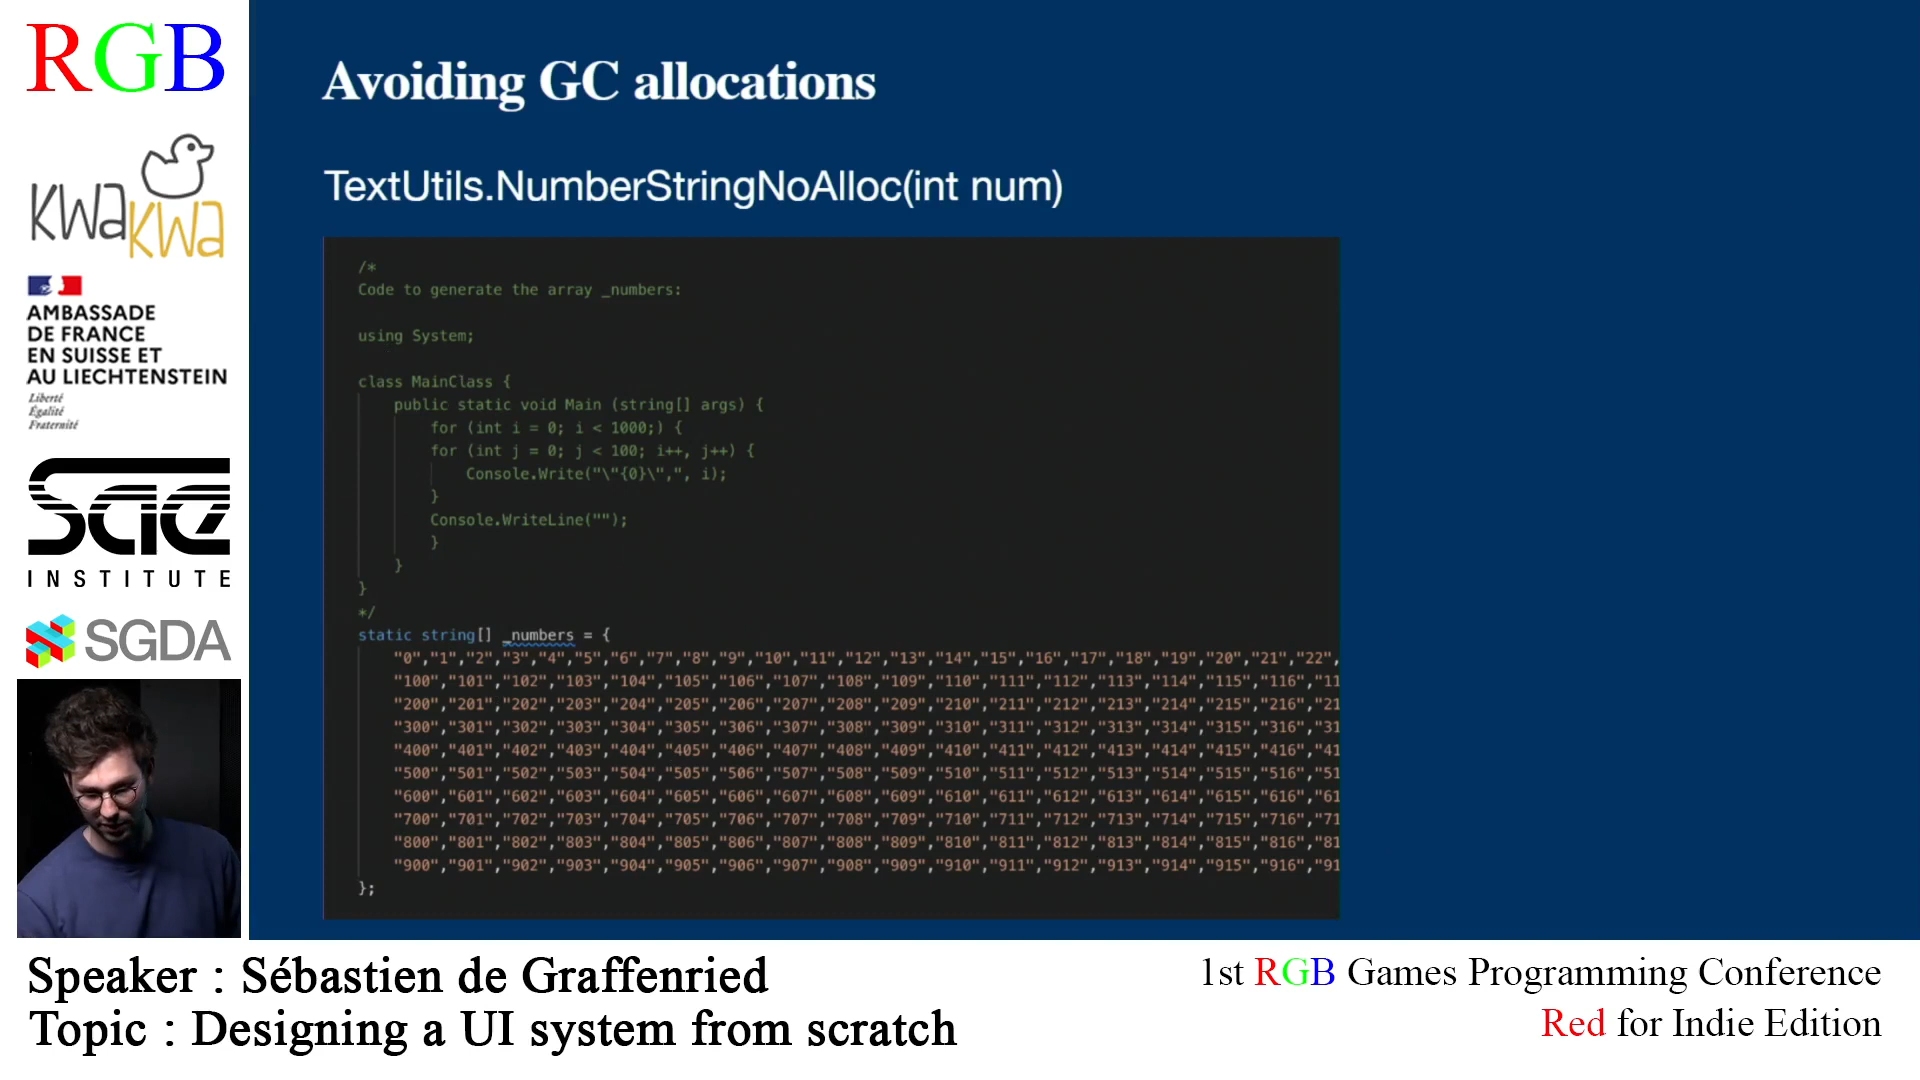 RGB
KWAKWA
AMBASSADE
DE FRANCE
EN SUISSE ET
AU LIECHTENSTEIN
Liberté
Égalité
Fraternité
SAE
INSTITUTE
SGDA
Avoiding GC allocations
TextUtils.NumberStringNoAlloc(int num)
/*
Code to generate the array _numbers:
using System;
class MainClass {
public static void Main (string[] args) {
for (int i = 0; i < 1000;) {
for (int j = 0; j < 100; i++, j++) {
Console.Write("\"{0}\",", i);
}
Console.WriteLine("");
}
}
}
*/
static string[] _numbers = {
"0","1","2","3","4","5","6","7","8","9","10","11","12","13","14","15","16","17","18","19","20","21","22",
"100","101","102","103","104","105","106","107","108","109","110","111","112","113","114","115","116","11
"200","201","202","203","204","205","206","207","208","209","210","211","212","213","214","215","216","21
"300","301","302","303","304","305","306","307","308","309","310","311","312","313","314","315","316","31
"400","401","402","403","404","405","406","407","408","409","410","411","412","413","414","415","416","41
"500","501","502","503","504","505","506","507","508","509","510","511","512","513","514","515","516","51
"600","601","602","603","604","605","606","607","608","609","610","611","612","613","614","615","616","61
"700","701","702","703","704","705","706","707","708","709","710","711","712","713","714","715","716","71
"800","801","802","803","804","805","806","807","808","809","810","811","812","813","814","815","816","81
"900","901","902","903","904","905","906","907","908","909","910","911","912","913","914","915","916","91
};
Speaker : Sébastien de Graffenried
Topic : Designing a UI system from scratch
1st RGB Games Programming Conference
Red for Indie Edition